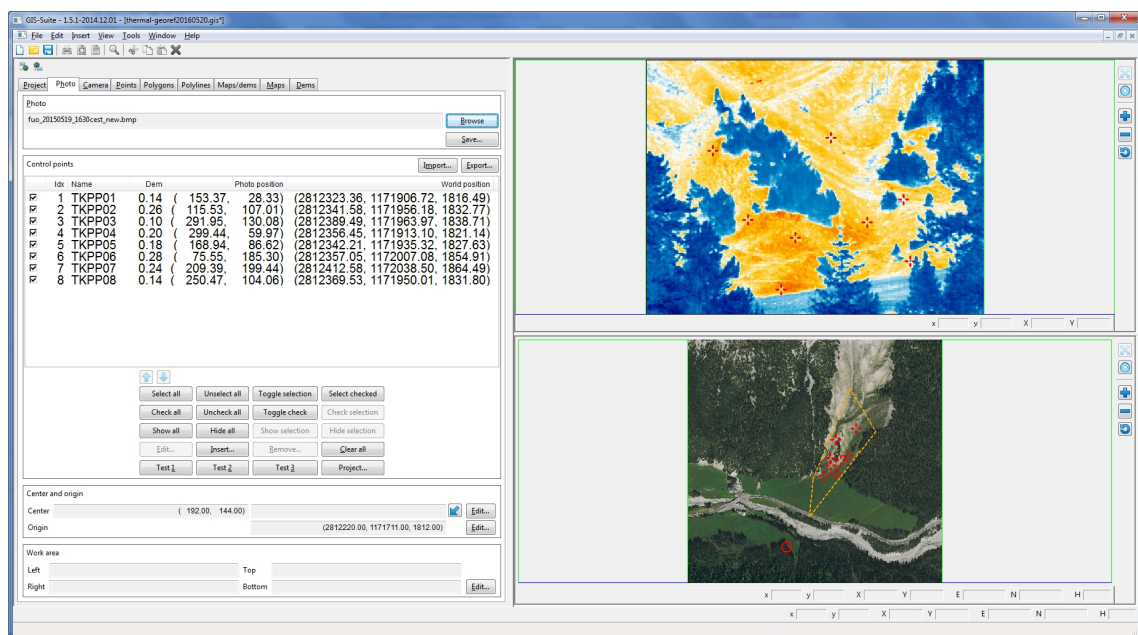 GIS-Suite - 1.5.1-2014.12.01 - [thermal-georef20160520.gis*]
File Edit Insert View Tools Window Help
Project Photo Camera Points Polygons Polylines Maps/dems Maps Dems
Photo
fuo_20150519_1630cest_new.bmp Browse
Save...
Control points Import... Export...
Idx Name Dem Photo position World position
1 TKPP01 0.14 ( 153.37, 28.33) (2812323.36, 1171906.72, 1816.49)
2 TKPP02 0.26 ( 115.53, 107.01) (2812341.58, 1171956.18, 1832.77)
3 TKPP03 0.10 ( 291.95, 130.08) (2812389.49, 1171963.97, 1838.71)
4 TKPP04 0.20 ( 299.44, 59.97) (2812356.45, 1171913.10, 1821.14)
5 TKPP05 0.18 ( 168.94, 86.62) (2812342.21, 1171935.32, 1827.63)
6 TKPP06 0.28 ( 75.55, 185.30) (2812357.05, 1172007.08, 1854.91)
7 TKPP07 0.24 ( 209.39, 199.44) (2812412.58, 1172038.50, 1864.49)
8 TKPP08 0.14 ( 250.47, 104.06) (2812369.53, 1171950.01, 1831.80)
Select all Unselect all Toggle selection Select checked
Check all Uncheck all Toggle check Check selection
Show all Hide all Show selection Hide selection
Edit... Insert... Remove... Clear all
Test 1 Test 2 Test 3 Project...
Center and origin
Center ( 192.00, 144.00) Edit...
Origin (2812220.00, 1171711.00, 1812.00) Edit...
Work area
Left Top
Right Bottom Edit...
x y X Y
x y X Y E N H
x y X Y E N H